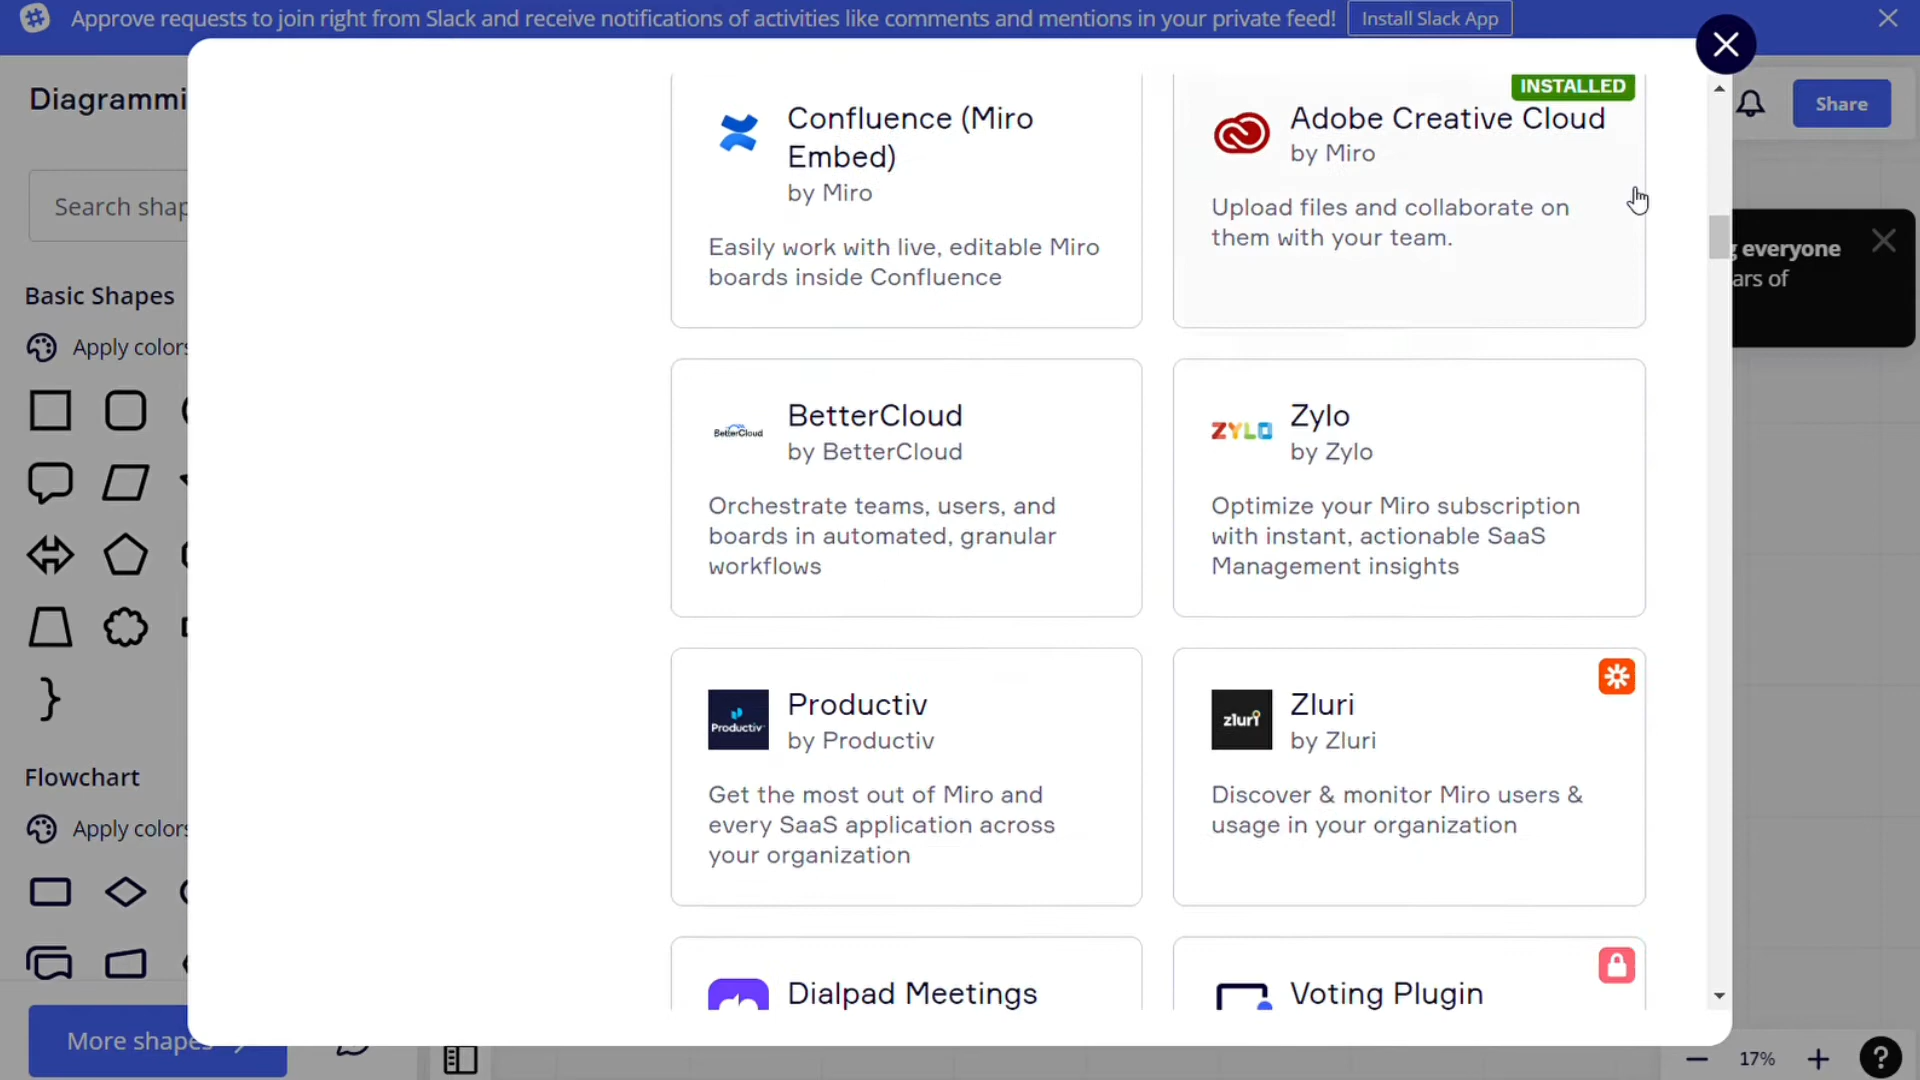 Approve requests to join right from Slack and receive notifications of activities like comments and mentions in your private feed! Install Slack App
Diagrammi
Share
Search shap
everyone
ars of
Basic Shapes
Apply colors
Flowchart
Apply colors
More shapes
INSTALLED
Confluence (Miro
Embed)
by Miro
Easily work with live, editable Miro
boards inside Confluence
Adobe Creative Cloud
by Miro
Upload files and collaborate on
them with your team.
BetterCloud
BetterCloud
by BetterCloud
Orchestrate teams, users, and
boards in automated, granular
workflows
ZYLO
Zylo
by Zylo
Optimize your Miro subscription
with instant, actionable SaaS
Management insights
Productiv
Productiv
by Productiv
Get the most out of Miro and
every SaaS application across
your organization
zluri
Zluri
by Zluri
Discover & monitor Miro users &
usage in your organization
Dialpad Meetings
Voting Plugin
17%
?